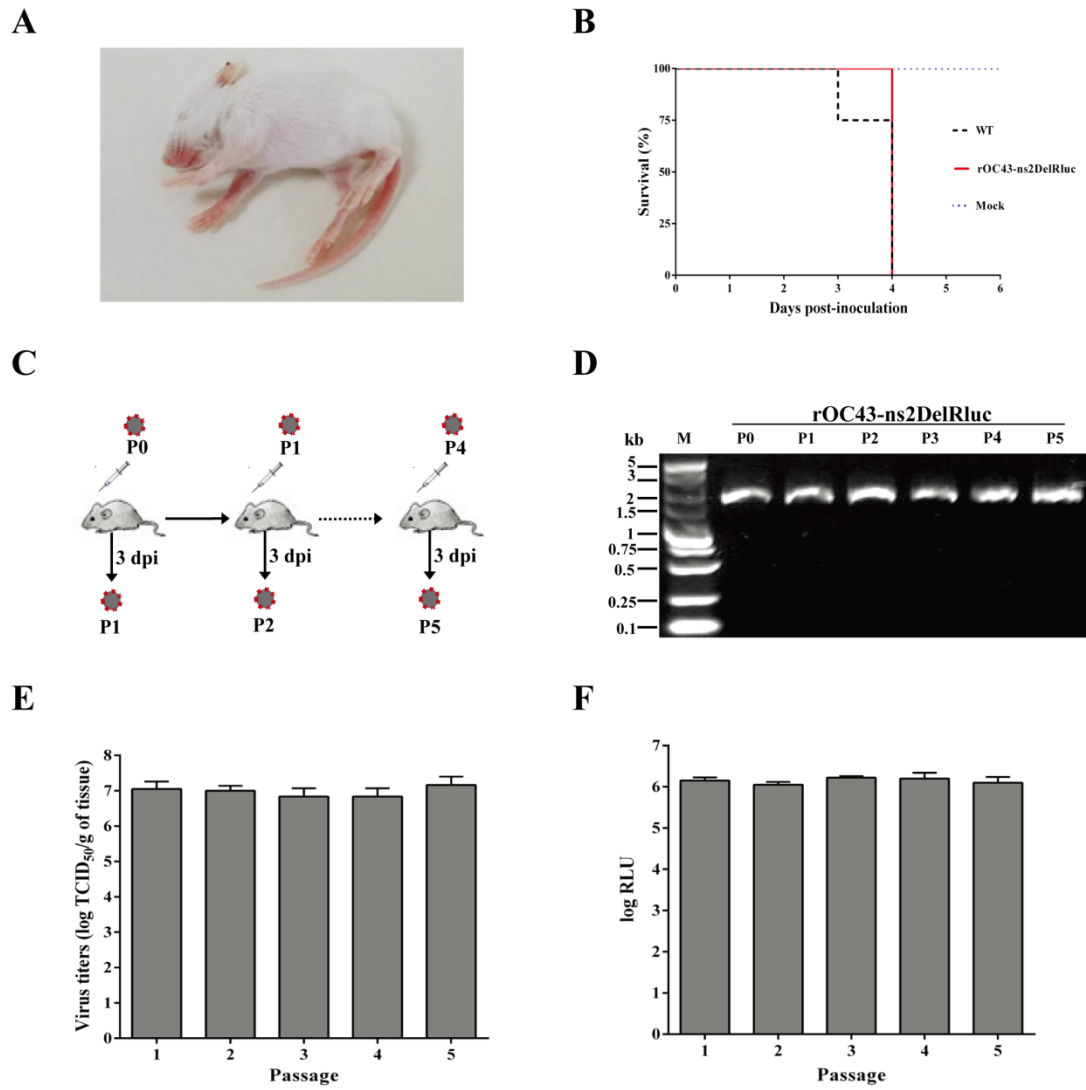 A
B
100
75
50
25
0
Survival (%)
0 1 2 3 4 5 6
Days post-inoculation
WT
rOC43-ns2DelRluc
Mock
C
P0 P1 P4
3 dpi 3 dpi 3 dpi
P1 P2 P5
D
rOC43-ns2DelRluc
kb M P0 P1 P2 P3 P4 P5
5
3
2
1.5
1
0.75
0.5
0.25
0.1
E
8
7
6
5
4
3
2
1
0
Virus titers (log TCID₅₀/g of tissue)
1 2 3 4 5
Passage
F
7
6
5
4
3
2
1
0
log RLU
1 2 3 4 5
Passage